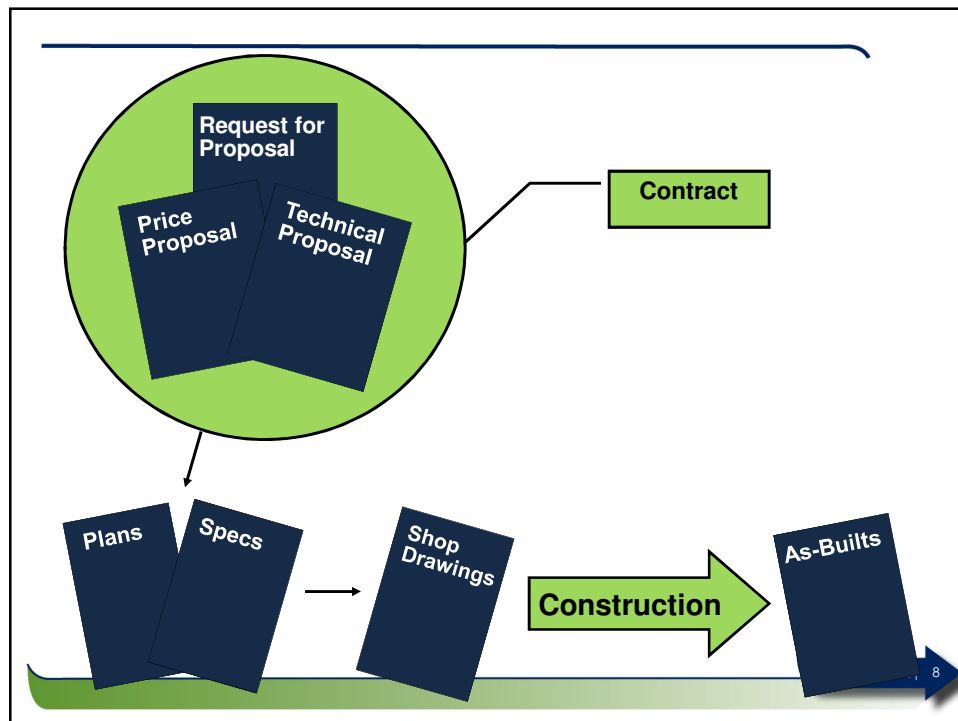 Request for
Proposal
Price
Proposal
Technical
Proposal
Contract
Plans
Specs
Shop
Drawings
Construction
As-Builts
8